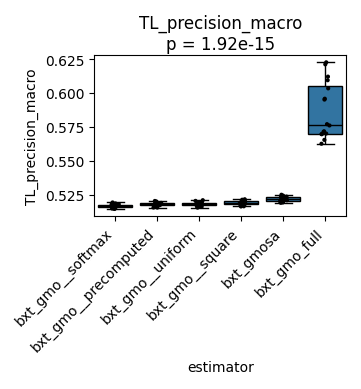 TL_precision_macro
p = 1.92e-15
TL_precision_macro
0.625
0.600
0.575
0.550
0.525
bxt_gmo__softmax
bxt_gmo__precomputed
bxt_gmo__uniform
bxt_gmo__square
bxt_gmosa
bxt_gmo_full
estimator